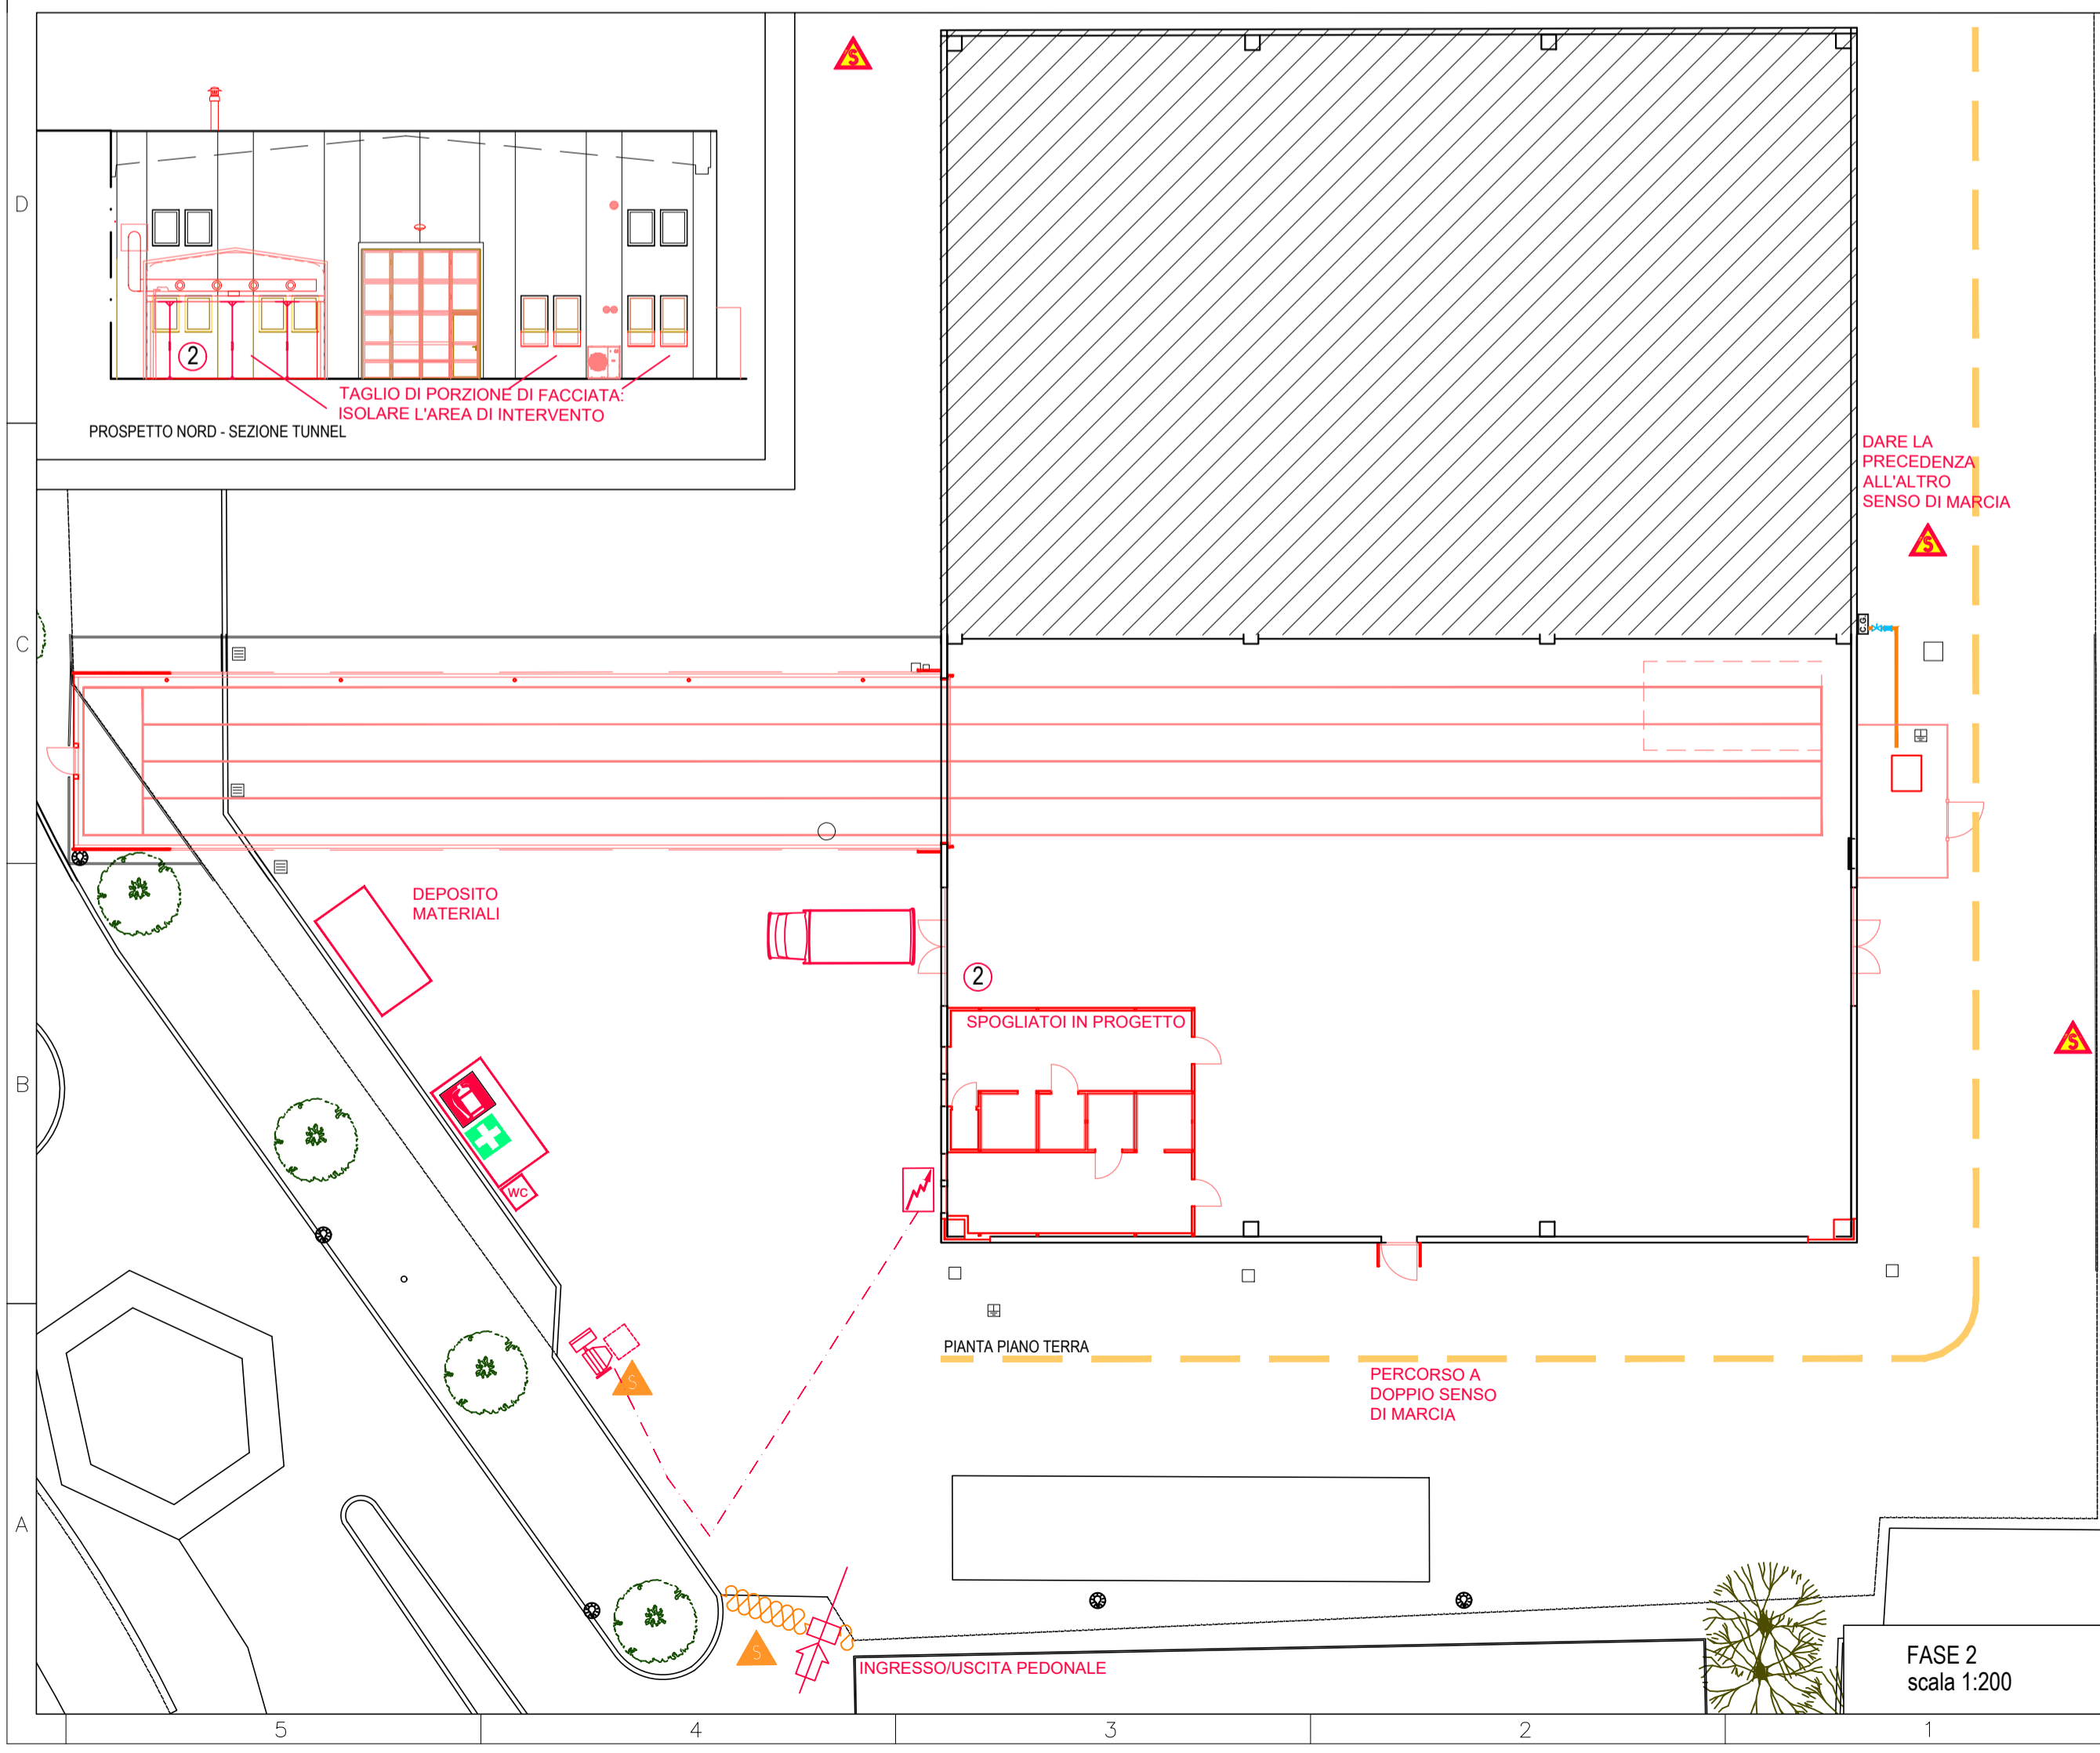 S
D
2
TAGLIO DI PORZIONE DI FACCIATA:
ISOLARE L'AREA DI INTERVENTO
PROSPETTO NORD - SEZIONE TUNNEL
DARE LA
PRECEDENZA
ALL'ALTRO
SENSO DI MARCIA
S
C.G.
C
DEPOSITO
MATERIALI
2
SPOGLIATOI IN PROGETTO
S
B
WC
PIANTA PIANO TERRA
PERCORSO A
DOPPIO SENSO
DI MARCIA
S
A
S
INGRESSO/USCITA PEDONALE
FASE 2
scala 1:200
5
4
3
2
1